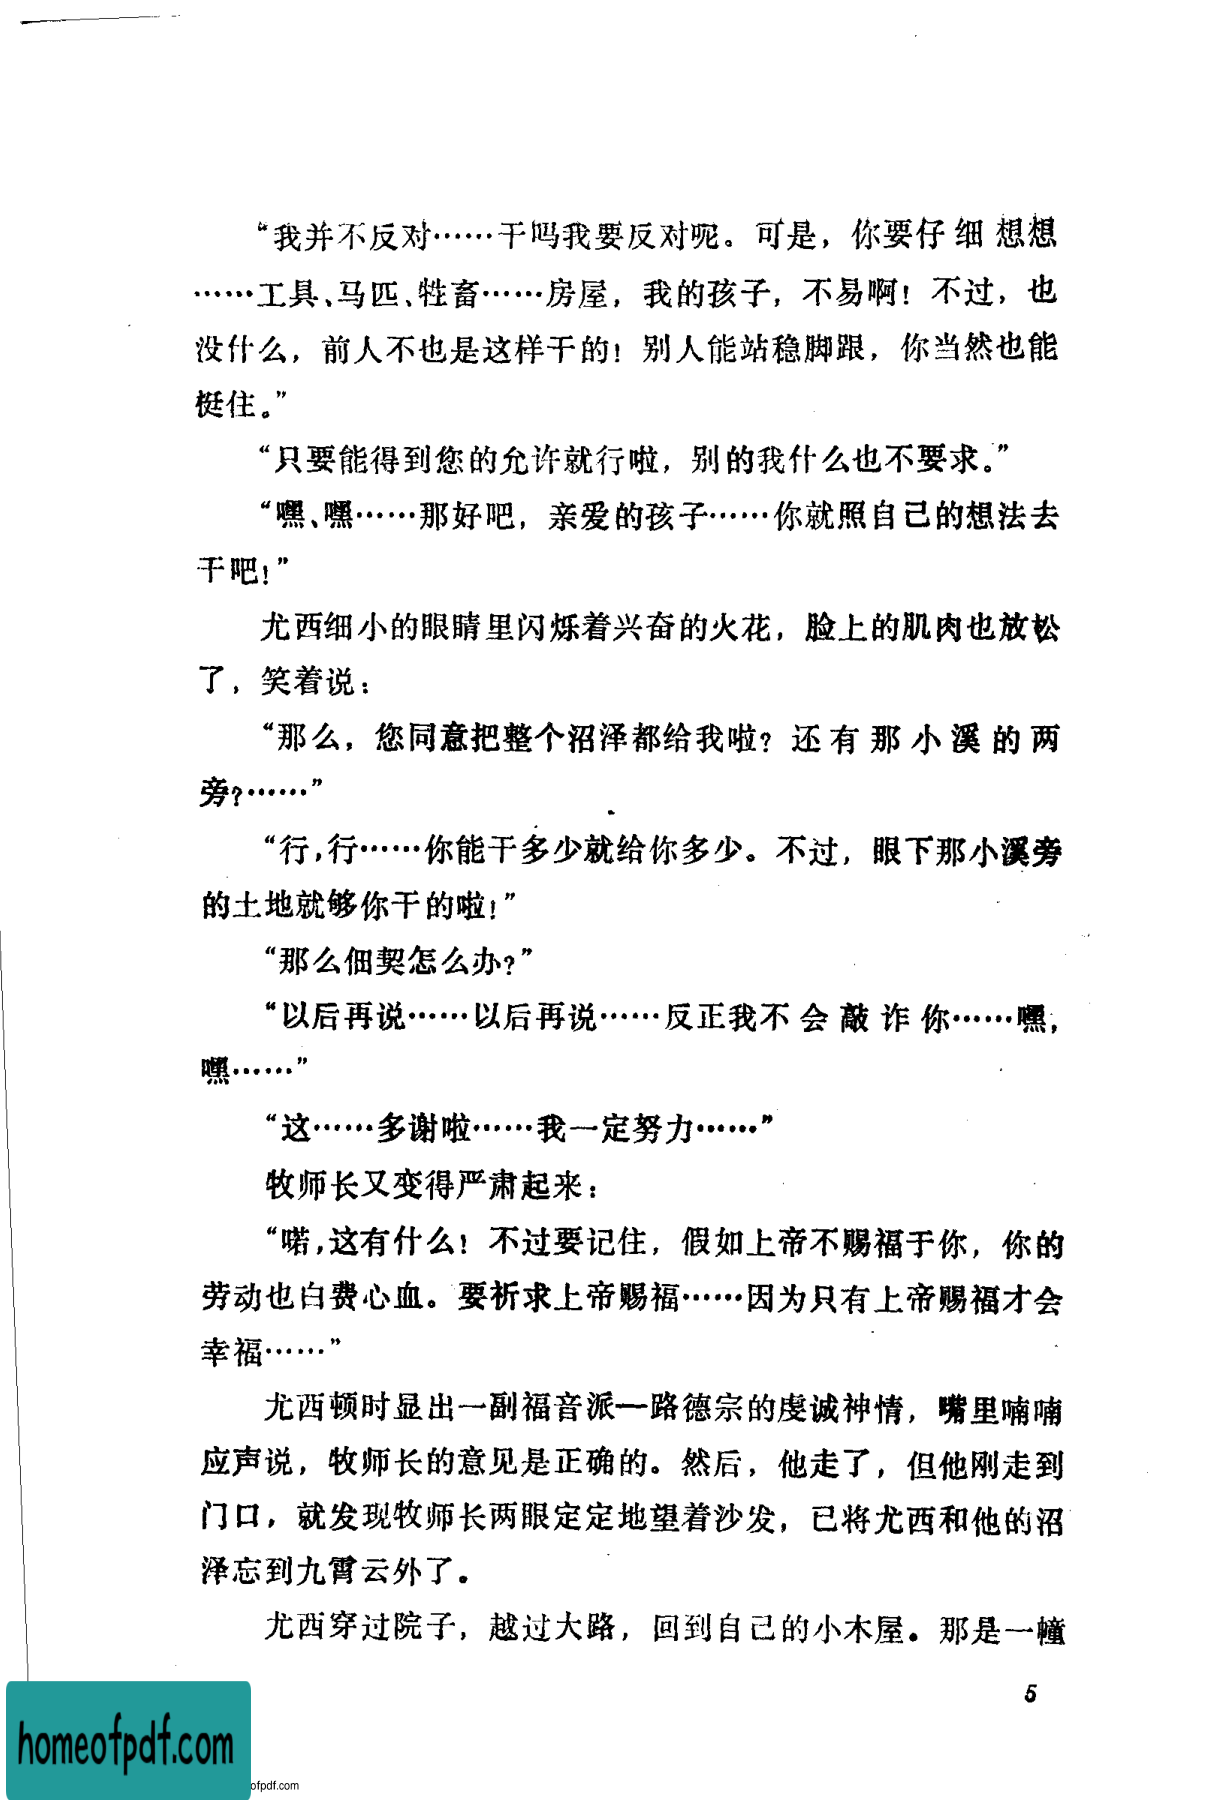 “我并不反对……干吗我要反对呢。可是，你要仔细想想
……工具、马匹、牲畜……房屋，我的孩子，不易啊！不过，也
没什么，前人不也是这样干的！别人能站稳脚跟，你当然也能
梃住。”
“只要能得到您的允许就行啦，别的我什么也不要求。”
“嘿、嘿……那好吧，亲爱的孩子……你就照自己的想法去
干吧！”
尤西细小的眼睛里闪烁着兴奋的火花，脸上的肌肉也放松
了，笑着说：
“那么，您同意把整个沼泽都给我啦？还有那小溪的两
旁？……”
“行，行……你能干多少就给你多少。不过，眼下那小溪旁
的土地就够你干的啦！”
“那么佃契怎么办？”
“以后再说……以后再说……反正我不会敲诈你……嘿，
嘿……”
“这……多谢啦……我一定努力……”
牧师长又变得严肃起来：
“喏，这有什么！不过要记住，假如上帝不赐福于你，你的
劳动也白费心血。要祈求上帝赐福……因为只有上帝赐福才会
幸福……”
尤西顿时显出一副福音派—路德宗的虔诚神情，嘴里喃喃
应声说，牧师长的意见是正确的。然后，他走了，但他刚走到
门口，就发现牧师长两眼定定地望着沙发，已将尤西和他的沼
泽忘到九霄云外了。
尤西穿过院子，越过大路，回到自己的小木屋。那是一幢
5
homeofpdf.com
ofpdf.com